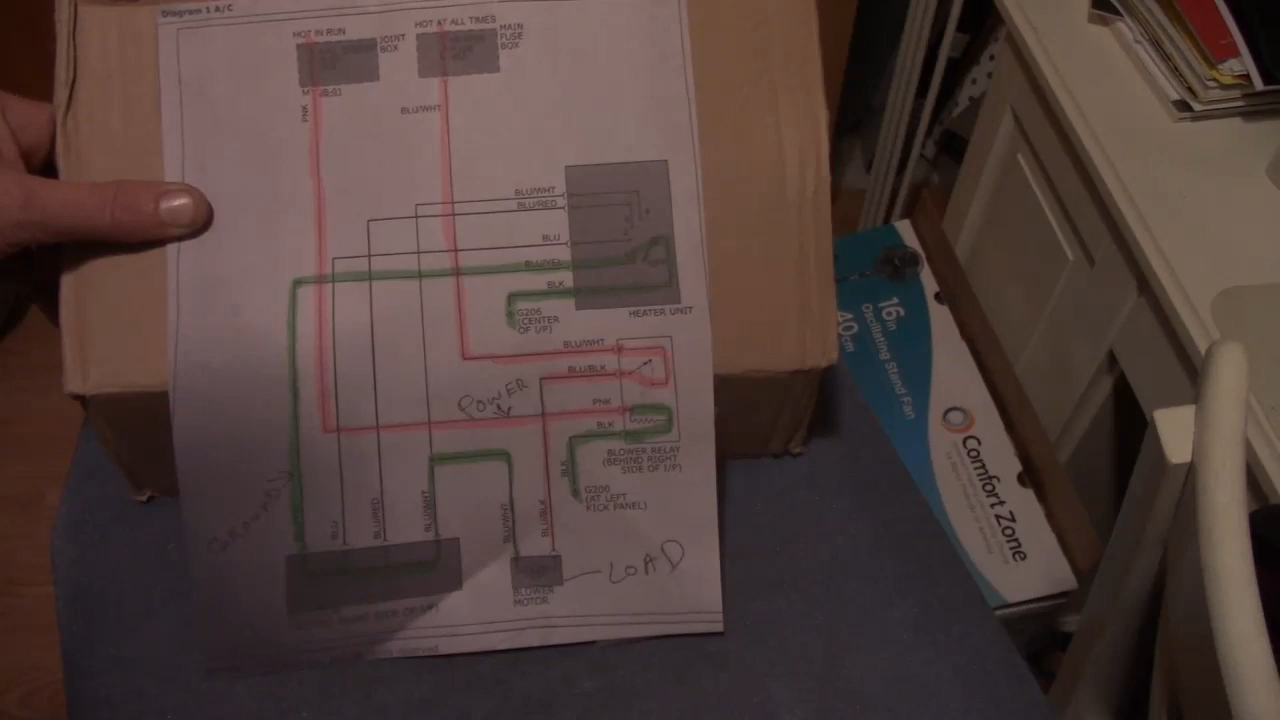 Diagram 1 A/C
HOT IN RUN
HOT AT ALL TIMES
JOINT
BOX
MAIN
FUSE
BOX
PNK
BLU/WHT
BLU/WHT
BLU/RED
BLU
BLU/YEL
BLK
G206
(CENTER
OF I/P)
HEATER UNIT
BLU/WHT
BLU/BLK
POWER
PNK
BLK
BLOWER RELAY
(BEHIND RIGHT
SIDE OF I/P)
BLK
G200
(AT LEFT
KICK PANEL)
GROUNDS
BLU
BLU/RED
BLU/WHT
BLU/WHT
BLU/BLK
LOAD
BLOWER
MOTOR
reserved.
16in
40cm
Oscillating Stand Fan
Comfort Zone